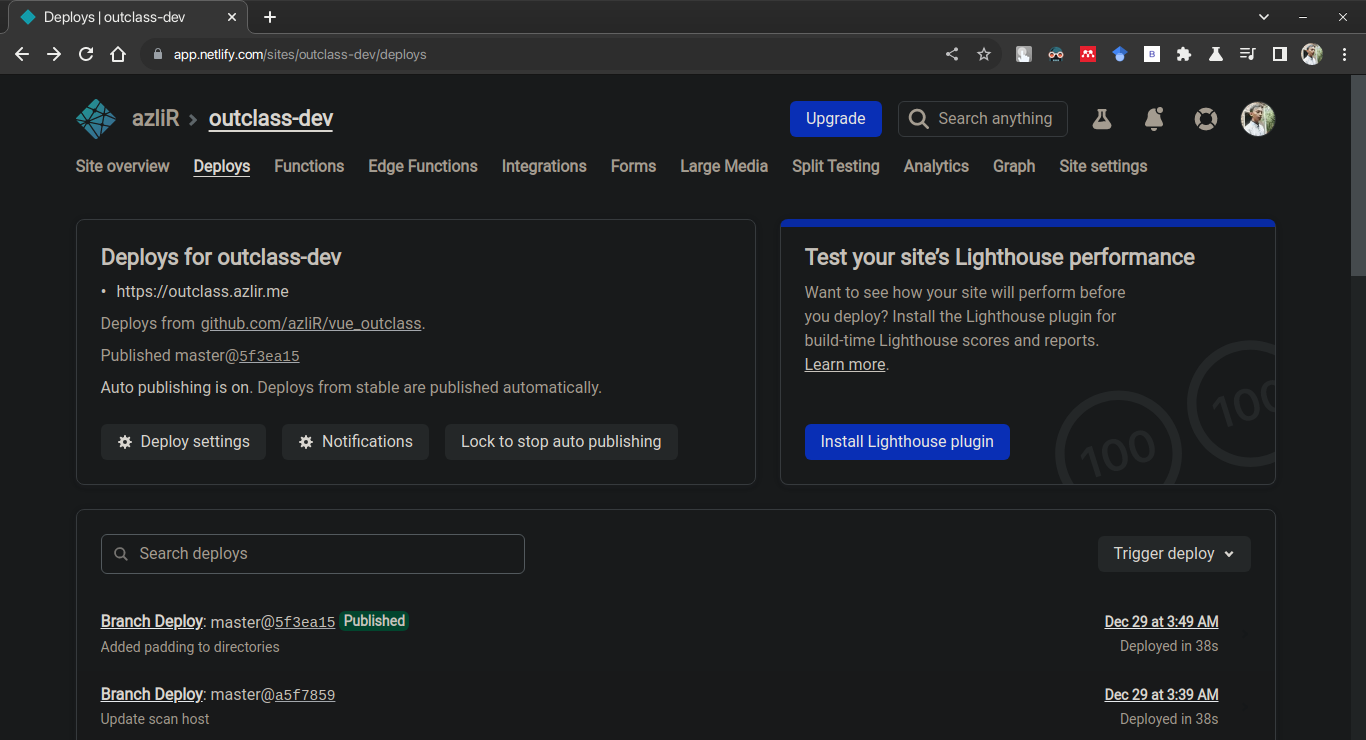 Deploys | outclass-dev
app.netlify.com/sites/outclass-dev/deploys
B
azliR > outclass-dev
Upgrade
Search anything
Site overview Deploys Functions Edge Functions Integrations Forms Large Media Split Testing Analytics Graph Site settings
Deploys for outclass-dev
• https://outclass.azlir.me
Deploys from github.com/azliR/vue_outclass.
Published master@5f3ea15
Auto publishing is on. Deploys from stable are published automatically.
Deploy settings Notifications Lock to stop auto publishing
Test your site’s Lighthouse performance
Want to see how your site will perform before
you deploy? Install the Lighthouse plugin for
build-time Lighthouse scores and reports.
Learn more.
Install Lighthouse plugin
100
100
Search deploys
Trigger deploy
Branch Deploy: master@5f3ea15 Published
Dec 29 at 3:49 AM
Added padding to directories
Deployed in 38s
Branch Deploy: master@a5f7859
Dec 29 at 3:39 AM
Update scan host
Deployed in 38s